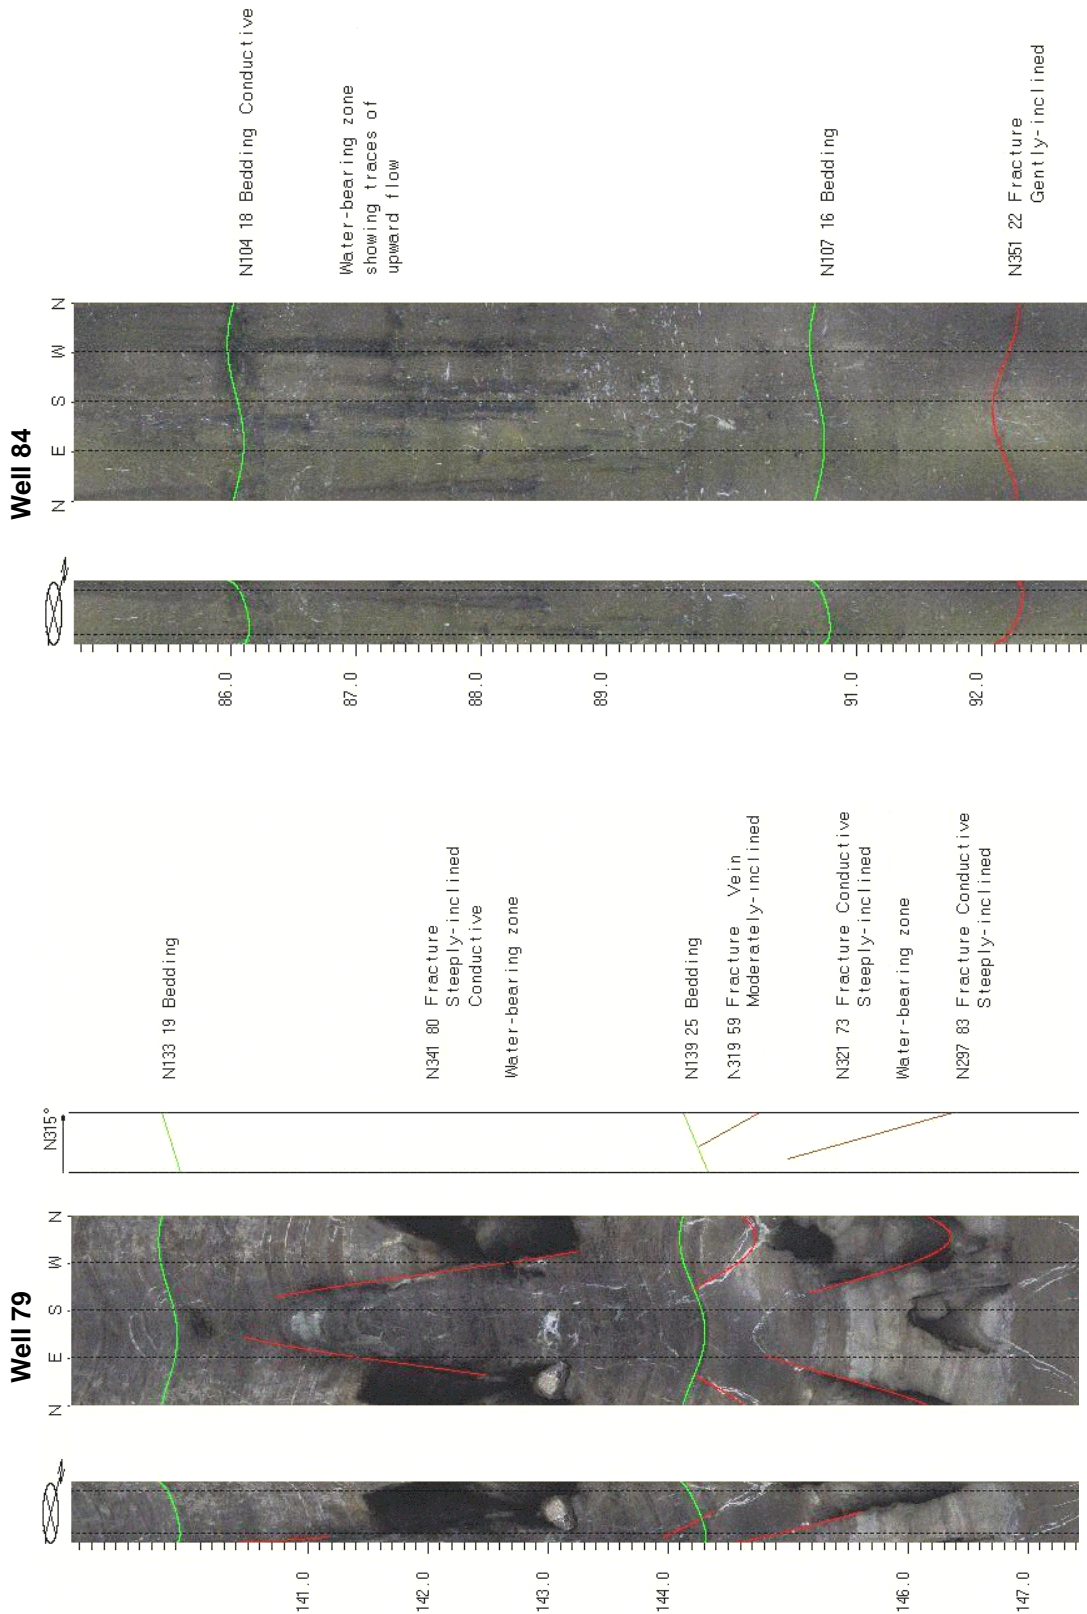 Well 84
N
E
S
W
N
86.0
87.0
88.0
89.0
91.0
92.0
N104 18 Bedding Conductive
Water-bearing zone
showing traces of
upward flow
N107 16 Bedding
N351 22 Fracture
Gently-inclined
Well 79
N
E
S
W
N
N315°
141.0
142.0
143.0
144.0
146.0
147.0
N133 19 Bedding
N341 80 Fracture
Steeply-inclined
Conductive
Water-bearing zone
N139 25 Bedding
N319 59 Fracture Vein
Moderately-inclined
N321 73 Fracture Conductive
Steeply-inclined
Water-bearing zone
N297 83 Fracture Conductive
Steeply-inclined